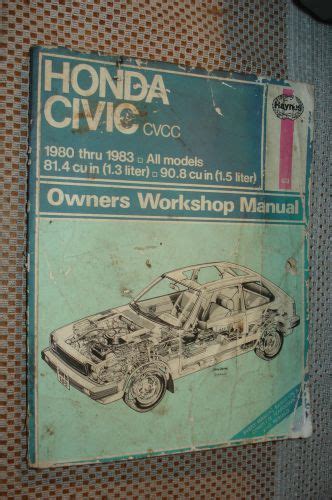 HONDA
CIVIC CVCC
Haynes
1980 thru 1983 □ All models
81.4 cu in (1.3 liter) □ 90.8 cu in (1.5 liter)
Owners Workshop Manual